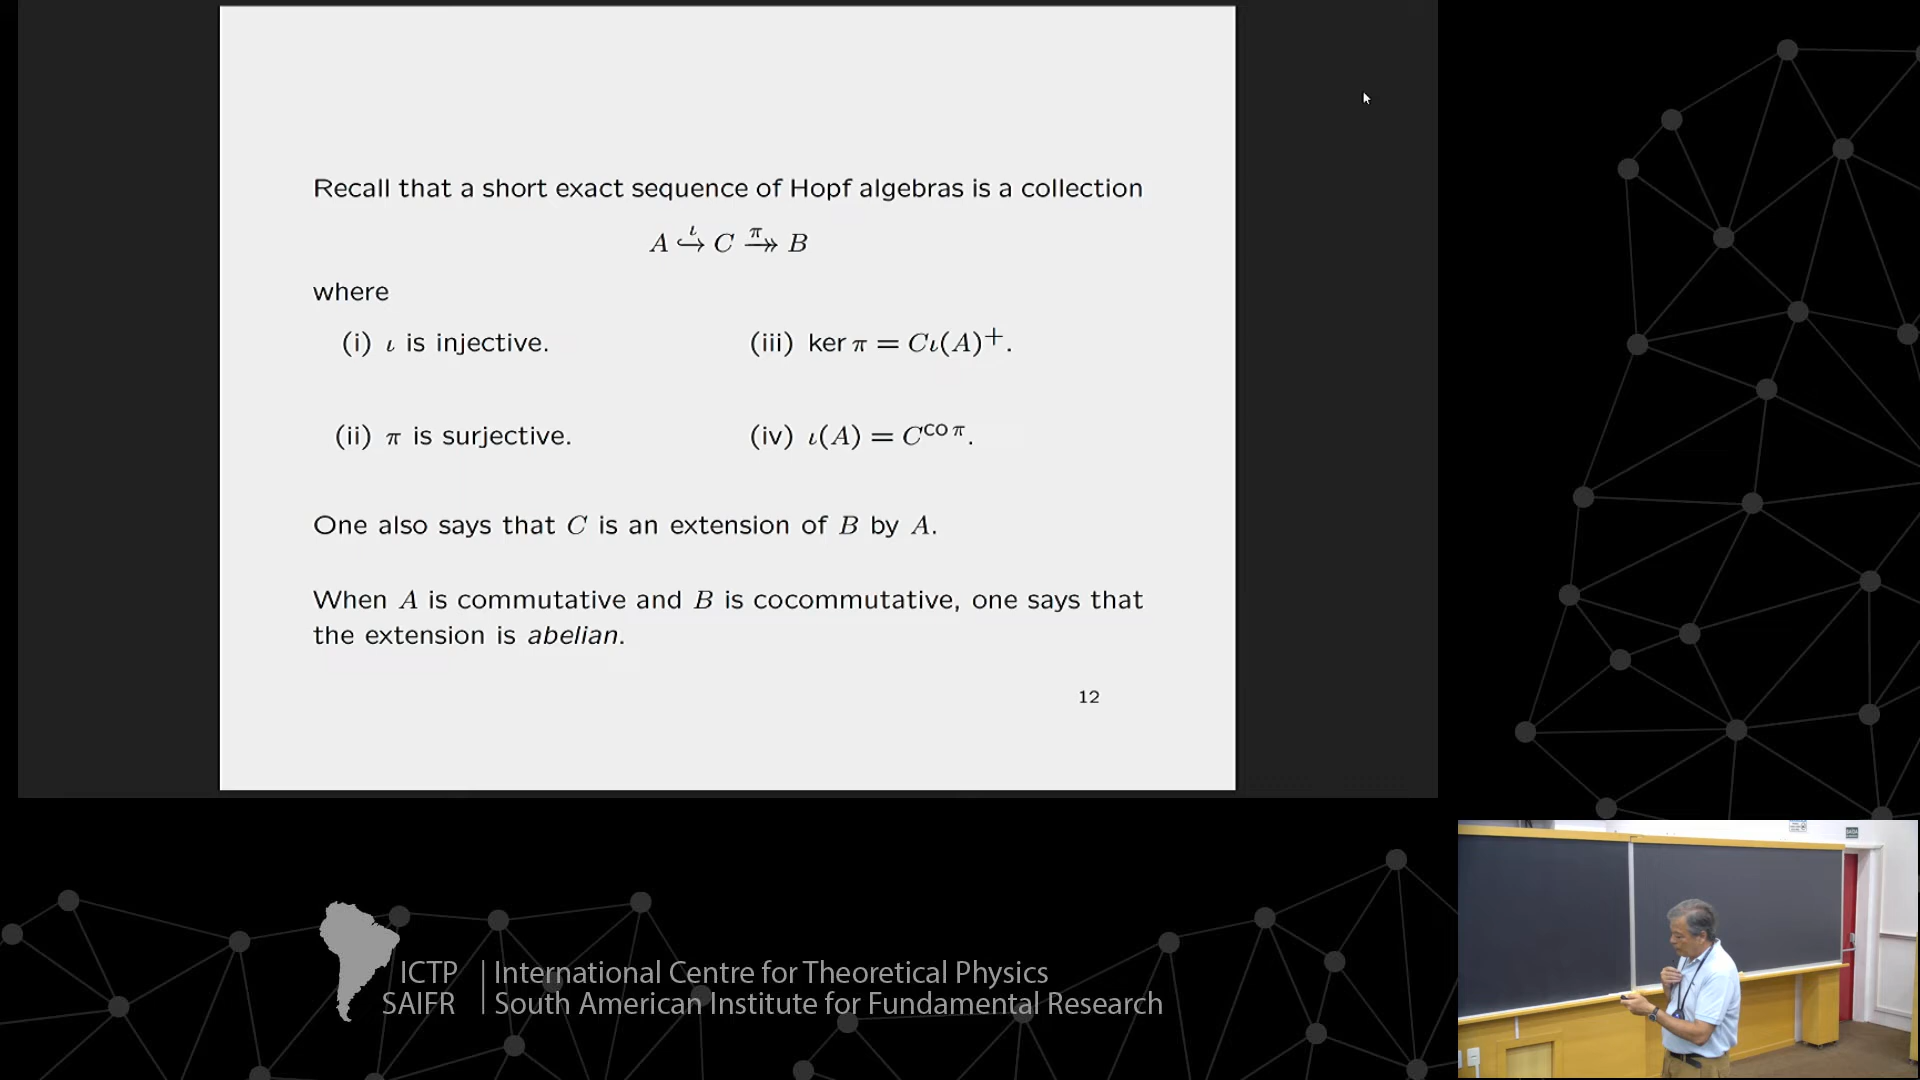 Recall that a short exact sequence of Hopf algebras is a collection
A ↪^ι C ↠^π B
where
(i) ι is injective. (iii) ker π = Cι(A)⁺.
(ii) π is surjective. (iv) ι(A) = C^{co π}.
One also says that C is an extension of B by A.
When A is commutative and B is cocommutative, one says that
the extension is abelian.
12
ICTP | International Centre for Theoretical Physics
SAIFR | South American Institute for Fundamental Research